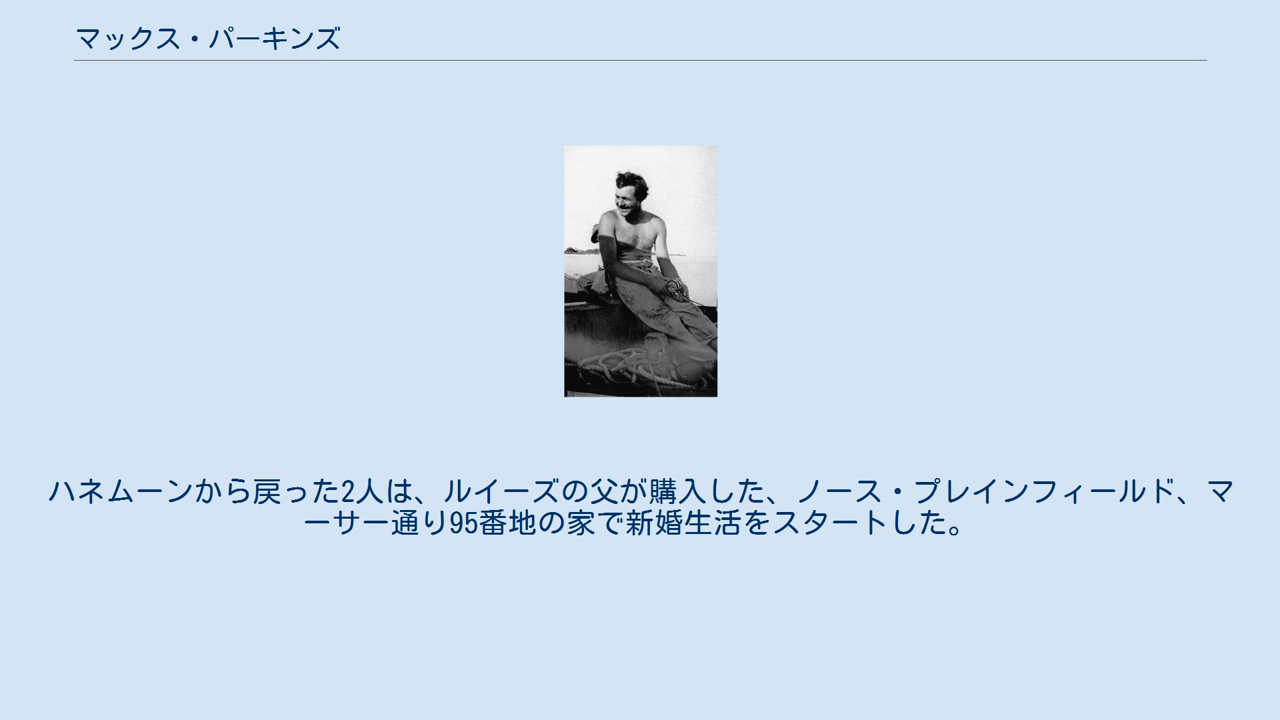 マックス・パーキンズ
ハネムーンから戻った2人は、ルイーズの父が購入した、ノース・プレインフィールド、マ
ーサー通り95番地の家で新婚生活をスタートした。